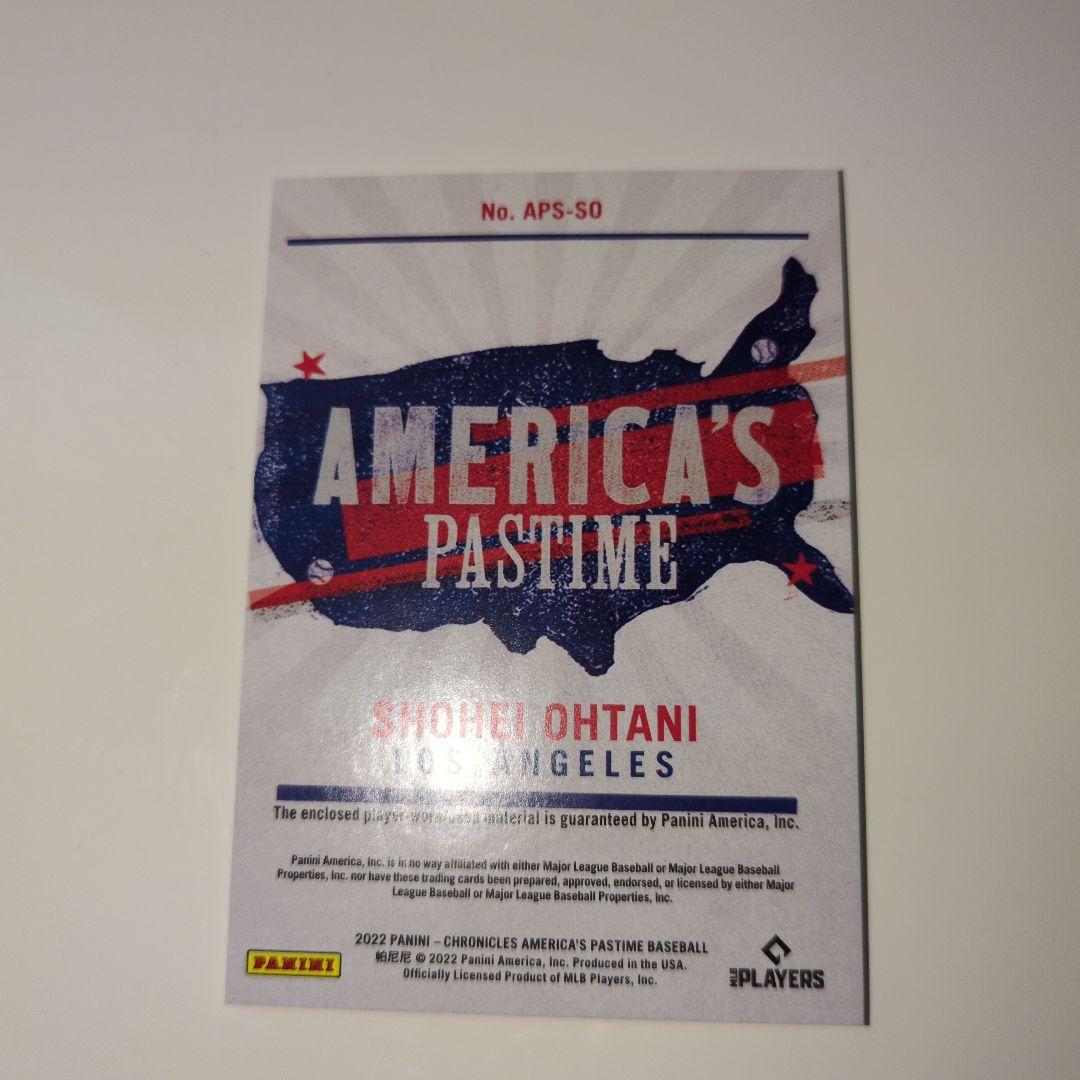 No. APS-SO
AMERICA'S
PASTIME
SHOHEI OHTANI
LOS ANGELES
The enclosed player-worn/used material is guaranteed by Panini America, Inc.
Panini America, Inc. is in no way affiliated with either Major League Baseball or Major League Baseball
Properties, Inc. nor have these trading cards been prepared, approved, endorsed, or licensed by either Major
League Baseball or Major League Baseball Properties, Inc.
2022 PANINI – CHRONICLES AMERICA'S PASTIME BASEBALL
帕尼尼 © 2022 Panini America, Inc. Produced in the USA.
Officially Licensed Product of MLB Players, Inc.
PANINI
MLB PLAYERS